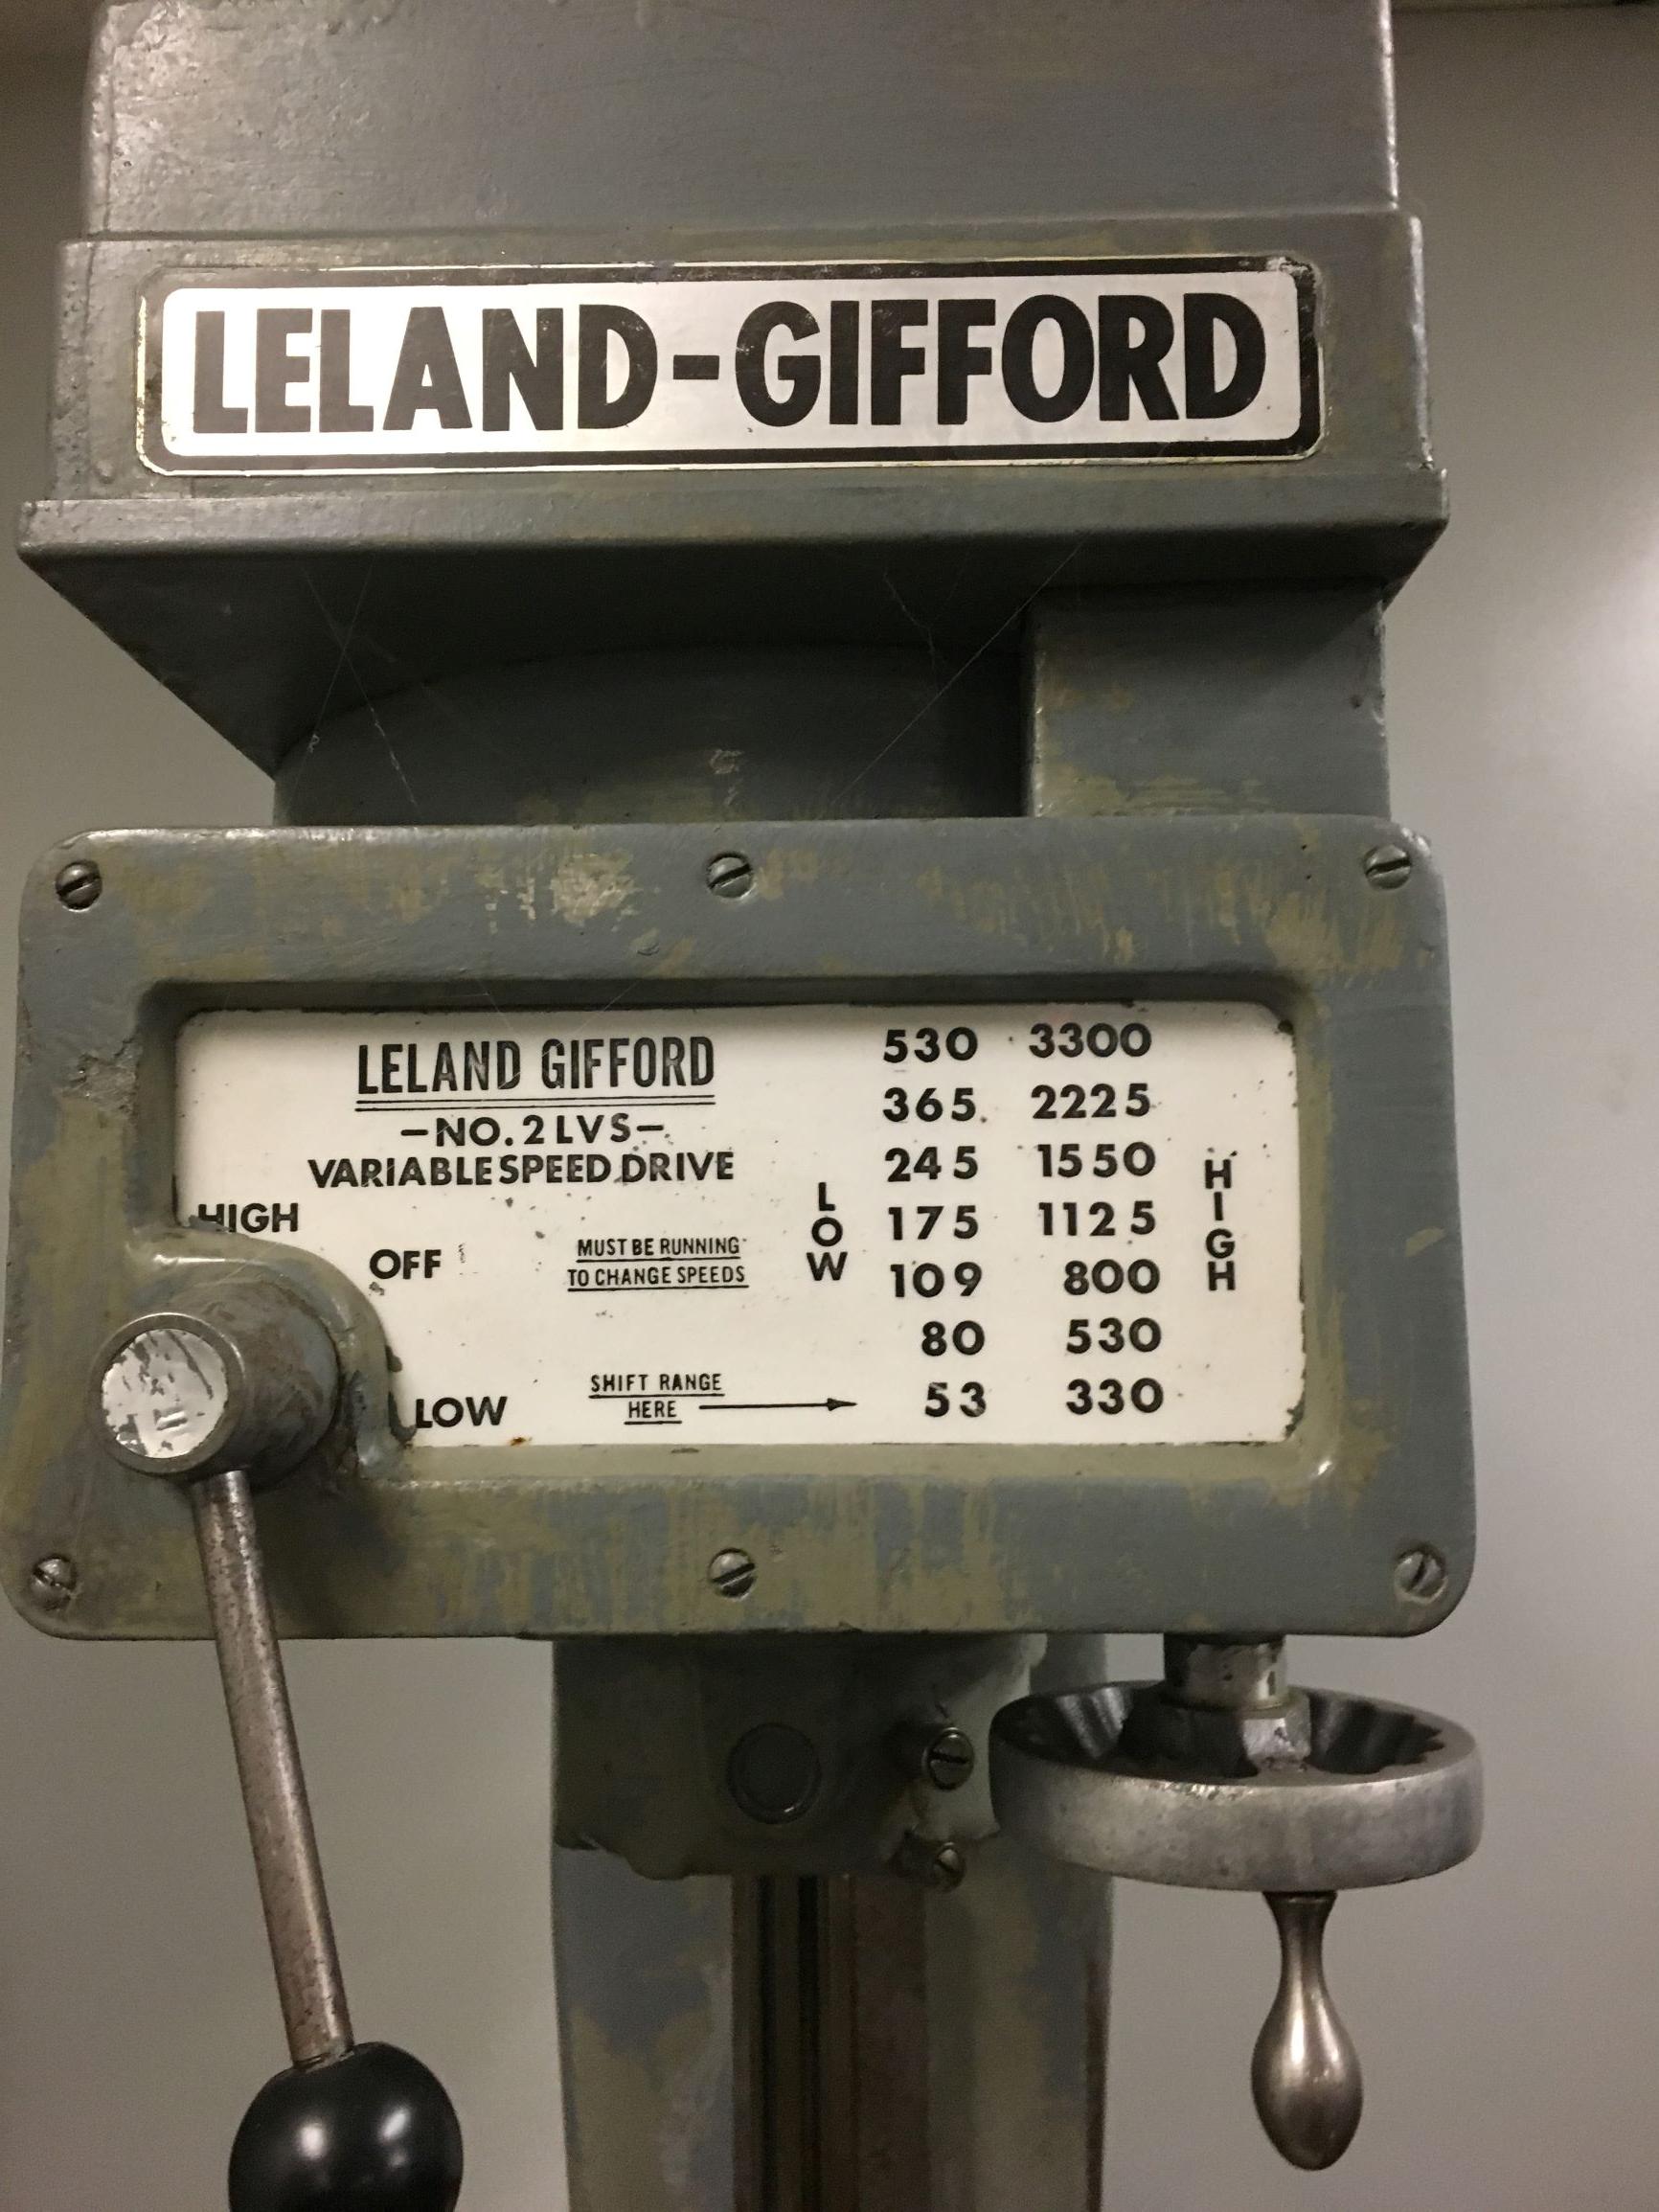 LELAND-GIFFORD
LELAND GIFFORD
-NO. 2 LVS-
VARIABLE SPEED DRIVE
HIGH
OFF
LOW
MUST BE RUNNING
TO CHANGE SPEEDS
SHIFT RANGE
HERE
LOW
530 3300
365 2225
245 1550
175 1125
109 800
80 530
53 330
HIGH